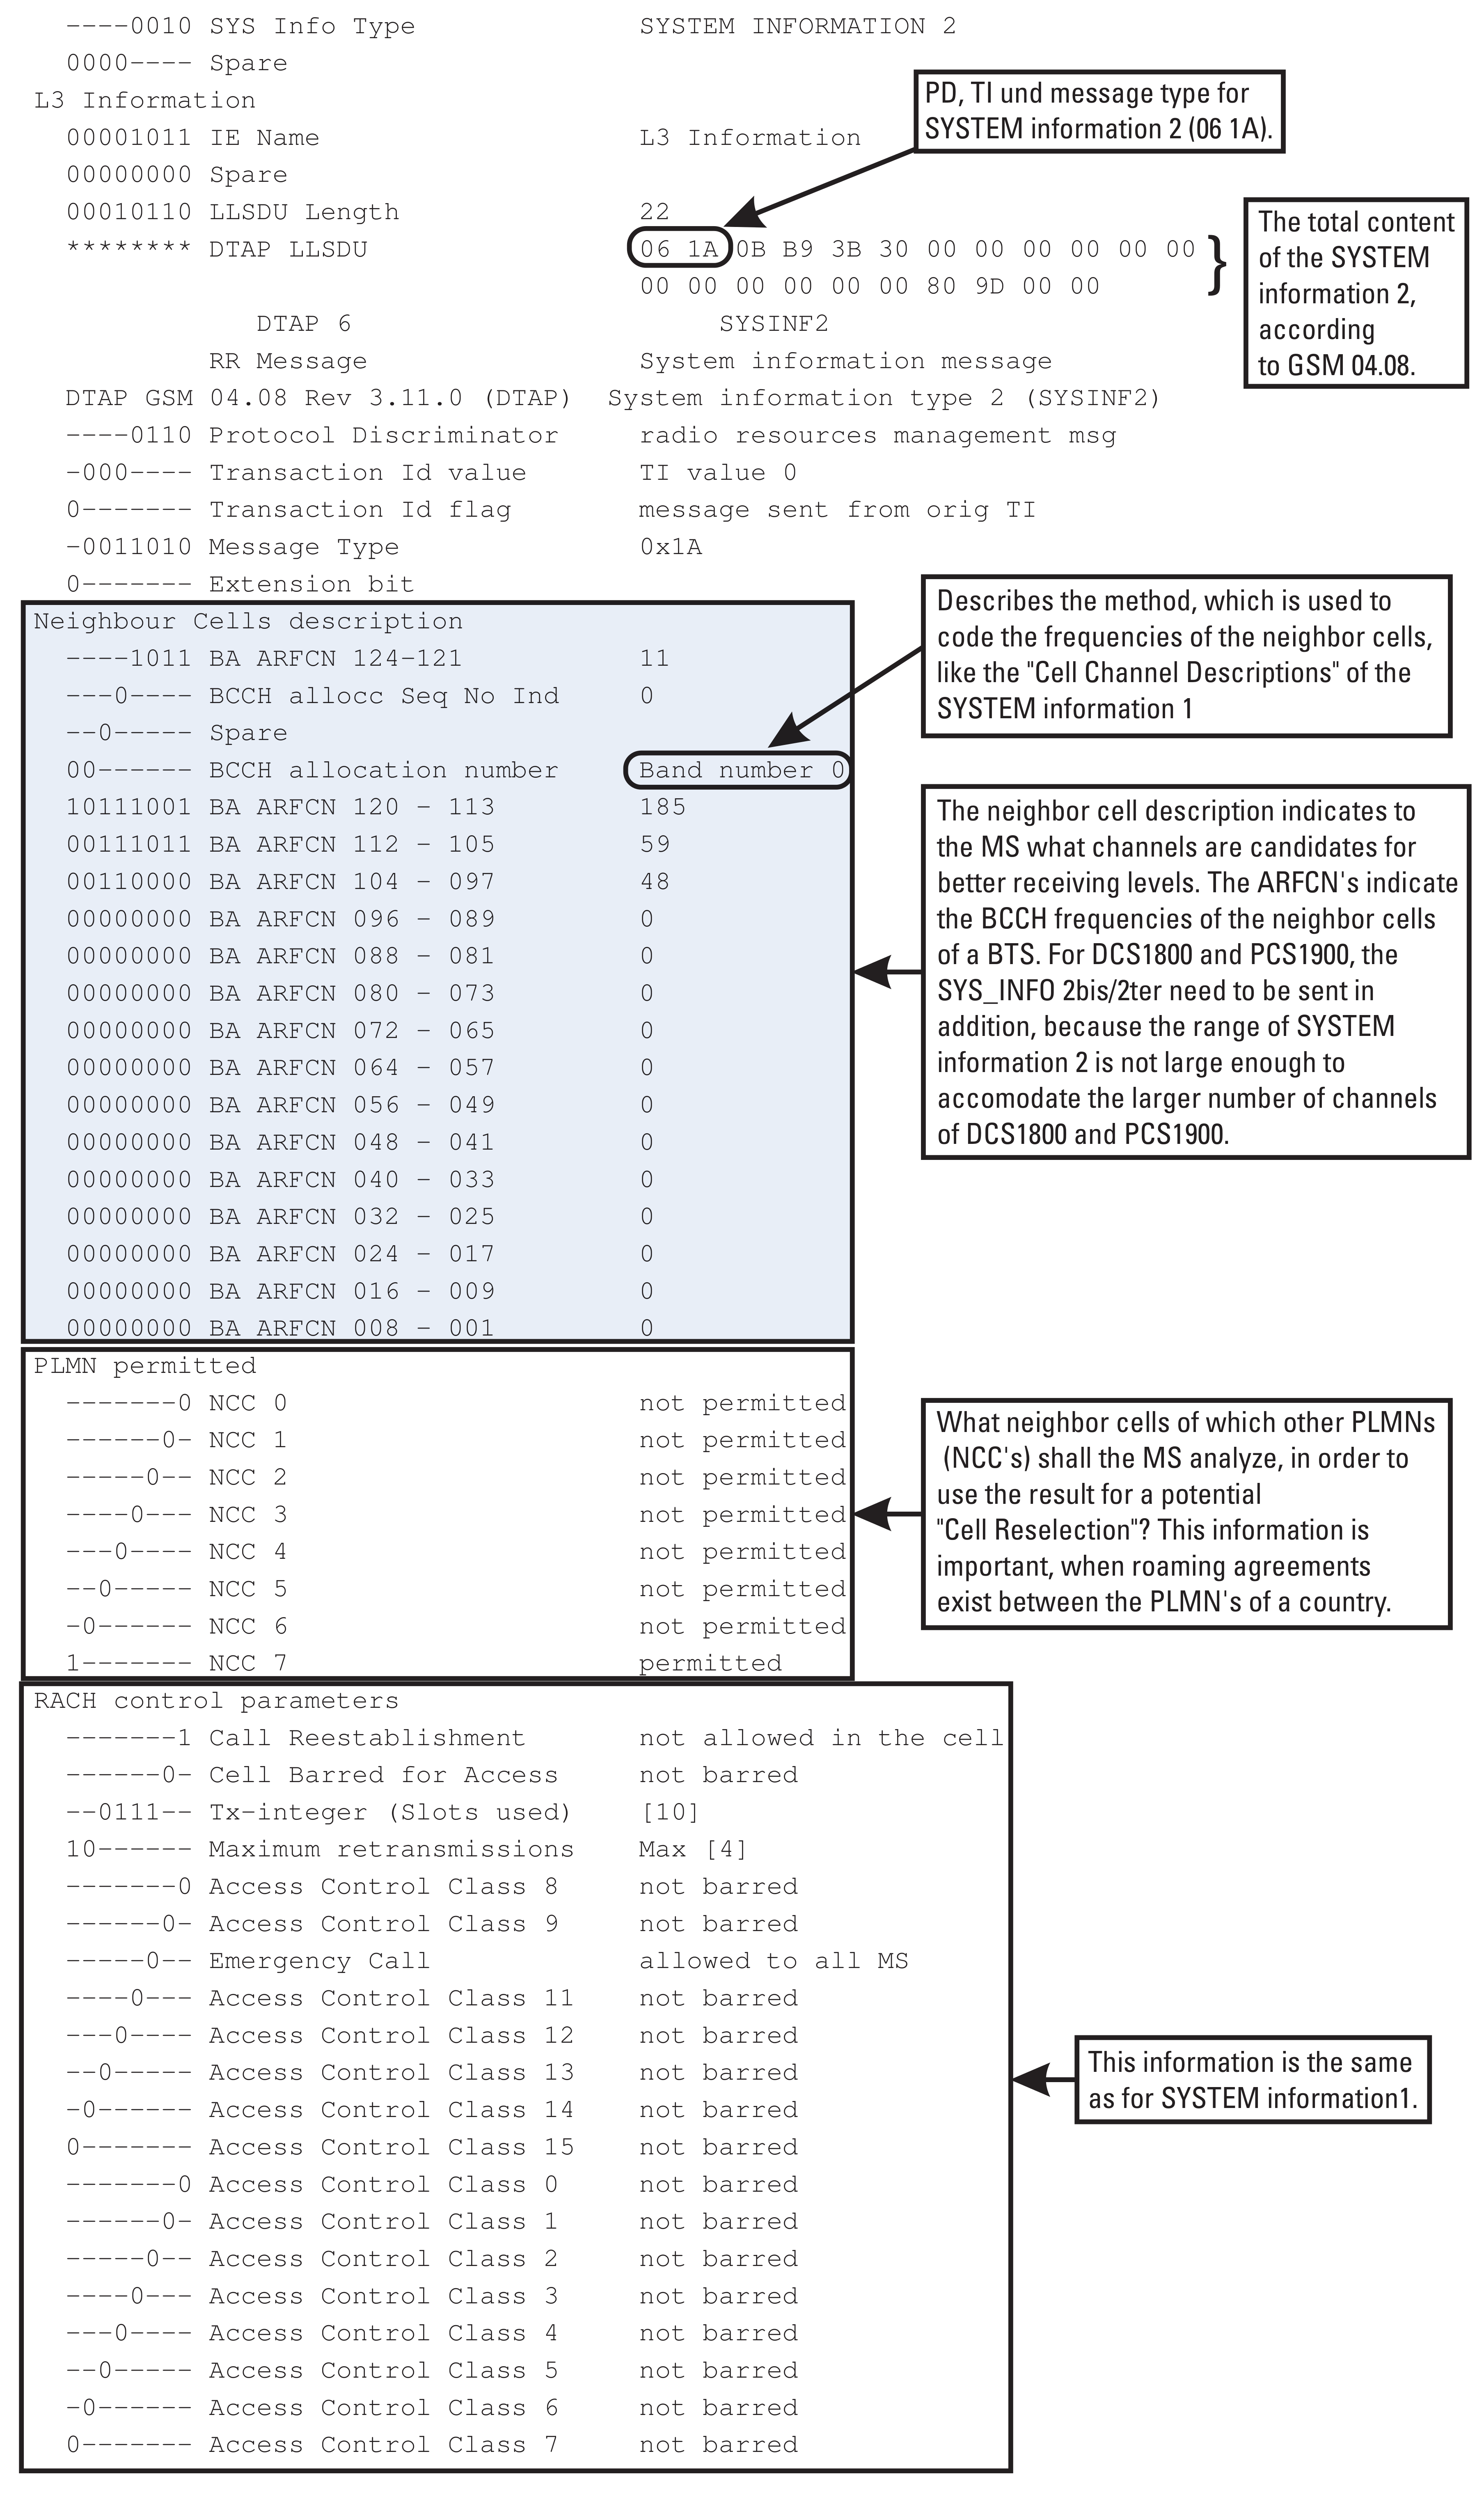 ----0010 SYS Info Type SYSTEM INFORMATION 2
0000---- Spare
L3 Information
00001011 IE Name L3 Information
00000000 Spare
00010110 LLSDU Length 22
******** DTAP LLSDU 06 1A 0B B9 3B 30 00 00 00 00 00 00 }
00 00 00 00 00 00 80 9D 00 00
DTAP 6 SYSINF2
RR Message System information message
DTAP GSM 04.08 Rev 3.11.0 (DTAP) System information type 2 (SYSINF2)
----0110 Protocol Discriminator radio resources management msg
-000---- Transaction Id value TI value 0
0------- Transaction Id flag message sent from orig TI
-0011010 Message Type 0x1A
0------- Extension bit
PD, TI und message type for
SYSTEM information 2 (06 1A).
The total content
of the SYSTEM
information 2,
according
to GSM 04.08.
Neighbour Cells description
----1011 BA ARFCN 124-121 11
---0---- BCCH allocc Seq No Ind 0
--0----- Spare
00------ BCCH allocation number Band number 0
10111001 BA ARFCN 120 - 113 185
00111011 BA ARFCN 112 - 105 59
00110000 BA ARFCN 104 - 097 48
00000000 BA ARFCN 096 - 089 0
00000000 BA ARFCN 088 - 081 0
00000000 BA ARFCN 080 - 073 0
00000000 BA ARFCN 072 - 065 0
00000000 BA ARFCN 064 - 057 0
00000000 BA ARFCN 056 - 049 0
00000000 BA ARFCN 048 - 041 0
00000000 BA ARFCN 040 - 033 0
00000000 BA ARFCN 032 - 025 0
00000000 BA ARFCN 024 - 017 0
00000000 BA ARFCN 016 - 009 0
00000000 BA ARFCN 008 - 001 0
Describes the method, which is used to
code the frequencies of the neighbor cells,
like the "Cell Channel Descriptions" of the
SYSTEM information 1
The neighbor cell description indicates to
the MS what channels are candidates for
better receiving levels. The ARFCN's indicate
the BCCH frequencies of the neighbor cells
of a BTS. For DCS1800 and PCS1900, the
SYS_INFO 2bis/2ter need to be sent in
addition, because the range of SYSTEM
information 2 is not large enough to
accomodate the larger number of channels
of DCS1800 and PCS1900.
PLMN permitted
-------0 NCC 0 not permitted
------0- NCC 1 not permitted
-----0-- NCC 2 not permitted
----0--- NCC 3 not permitted
---0---- NCC 4 not permitted
--0----- NCC 5 not permitted
-0------ NCC 6 not permitted
1------- NCC 7 permitted
What neighbor cells of which other PLMNs
(NCC's) shall the MS analyze, in order to
use the result for a potential
"Cell Reselection"? This information is
important, when roaming agreements
exist between the PLMN's of a country.
RACH control parameters
-------1 Call Reestablishment not allowed in the cell
------0- Cell Barred for Access not barred
--0111-- Tx-integer (Slots used) [10]
10------ Maximum retransmissions Max [4]
-------0 Access Control Class 8 not barred
------0- Access Control Class 9 not barred
-----0-- Emergency Call allowed to all MS
----0--- Access Control Class 11 not barred
---0---- Access Control Class 12 not barred
--0----- Access Control Class 13 not barred
-0------ Access Control Class 14 not barred
0------- Access Control Class 15 not barred
-------0 Access Control Class 0 not barred
------0- Access Control Class 1 not barred
-----0-- Access Control Class 2 not barred
----0--- Access Control Class 3 not barred
---0---- Access Control Class 4 not barred
--0----- Access Control Class 5 not barred
-0------ Access Control Class 6 not barred
0------- Access Control Class 7 not barred
This information is the same
as for SYSTEM information1.